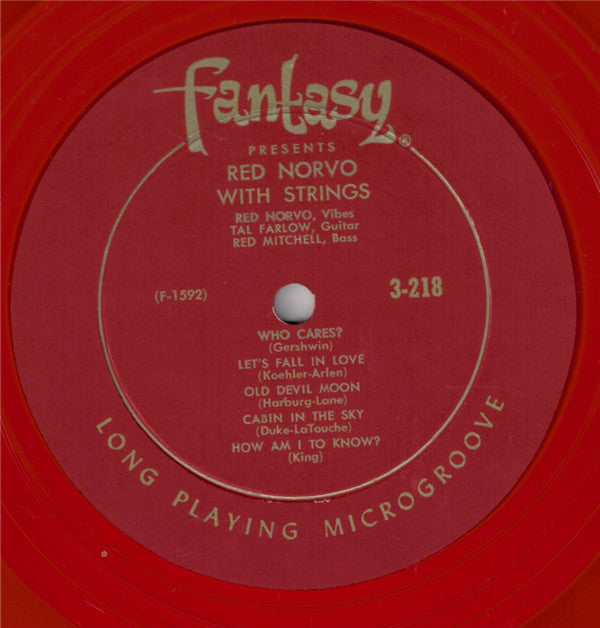 Fantasy®
PRESENTS
RED NORVO
WITH STRINGS
RED NORVO, Vibes
TAL FARLOW, Guitar
RED MITCHELL, Bass
(F-1592)
3-218
WHO CARES?
(Gershwin)
LET'S FALL IN LOVE
(Koehler-Arlen)
OLD DEVIL MOON
(Harburg-Lane)
CABIN IN THE SKY
(Duke-LaTouche)
HOW AM I TO KNOW?
(King)
LONG PLAYING MICROGROOVE